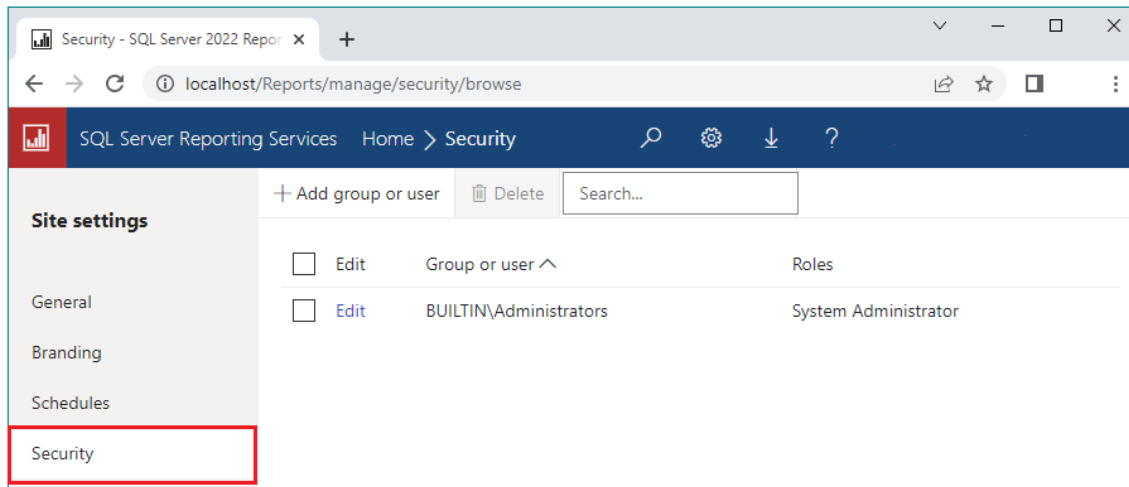 Security - SQL Server 2022 Repor
localhost/Reports/manage/security/browse
SQL Server Reporting Services Home > Security ?
Site settings
General
Branding
Schedules
Security
+ Add group or user Delete Search...
Edit Group or user Roles
Edit BUILTIN\Administrators System Administrator